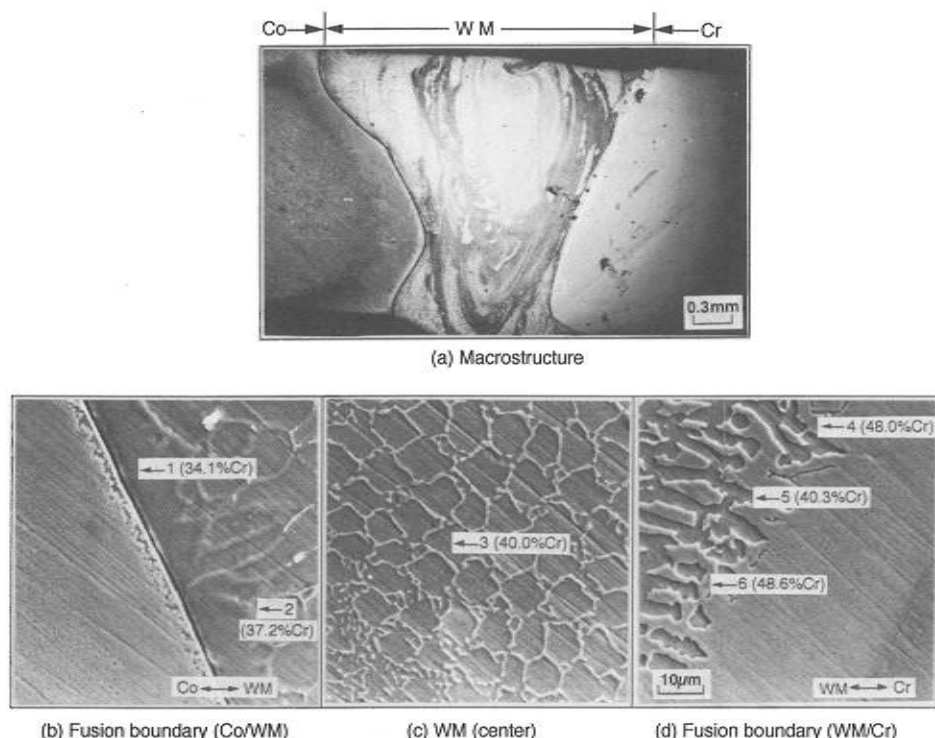 Co WM Cr
0.3mm
(a) Macrostructure
1 (34.1%Cr)
2
(37.2%Cr)
Co WM
3 (40.0%Cr)
4 (48.0%Cr)
5 (40.3%Cr)
6 (48.6%Cr)
10μm
WM Cr
(b) Fusion boundary (Co/WM)
(c) WM (center)
(d) Fusion boundary (WM/Cr)